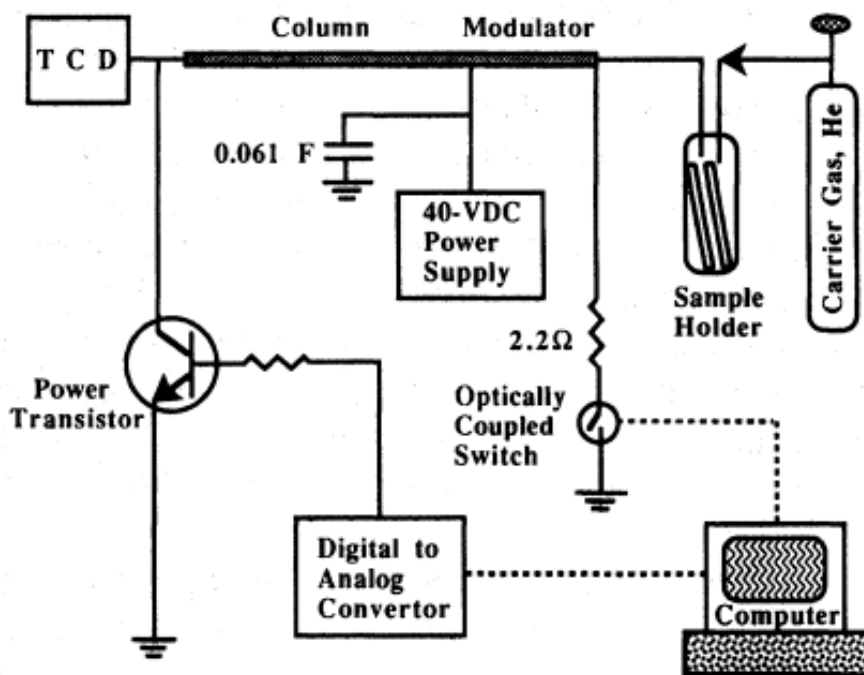 Column
Modulator
T C D
0.061 F
40-VDC
Power
Supply
Carrier Gas, He
Sample
Holder
2.2Ω
Power
Transistor
Optically
Coupled
Switch
Digital to
Analog
Convertor
Computer